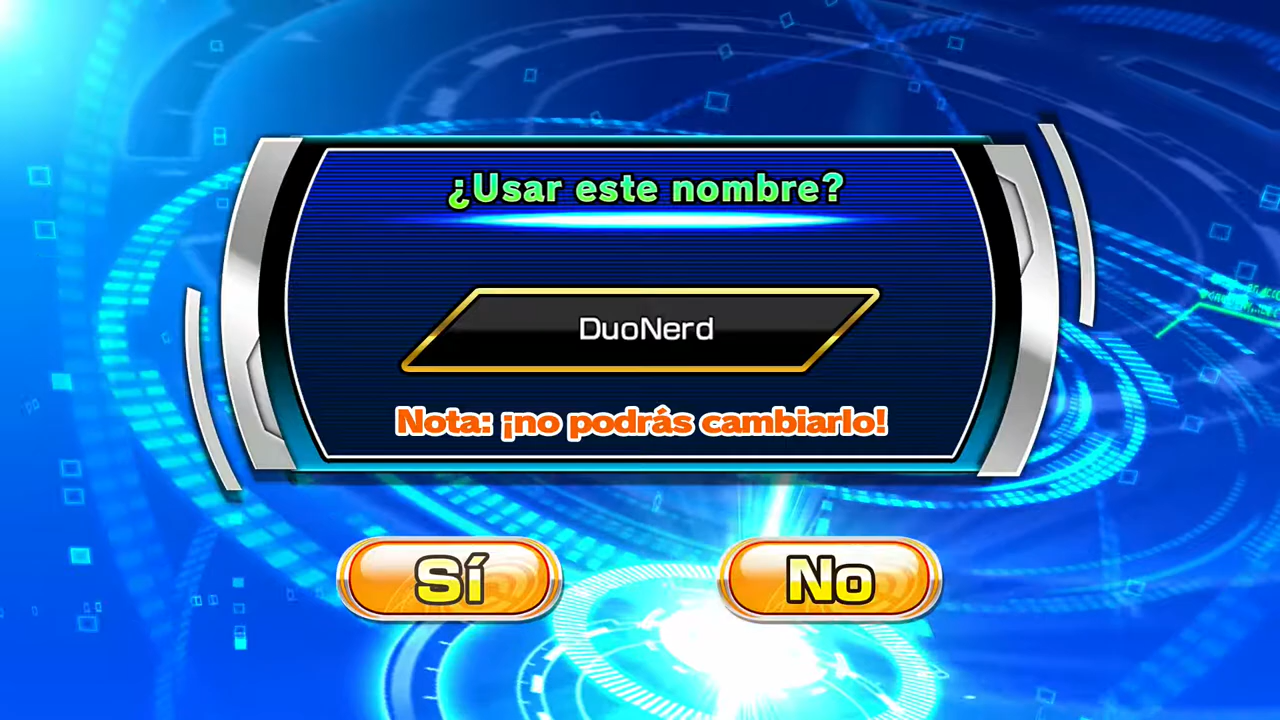 ¿Usar este nombre?
DuoNerd
Nota: ¡no podrás cambiarlo!
Sí
No